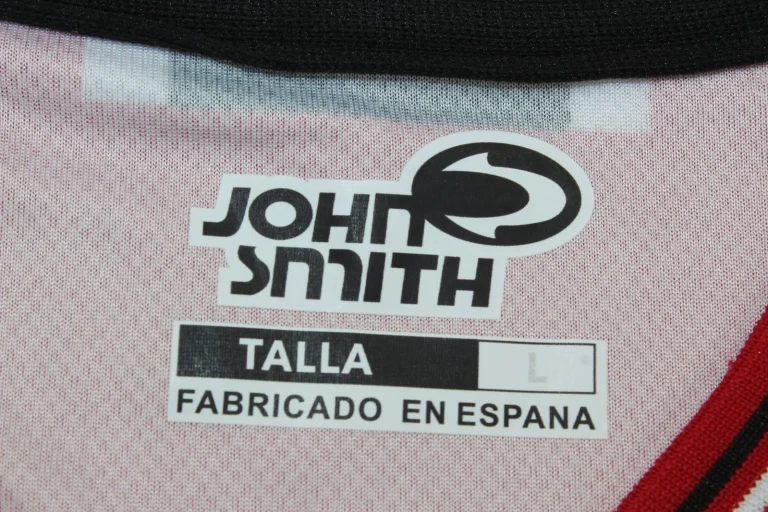 JOHN
SMITH
TALLA L
FABRICADO EN ESPANA